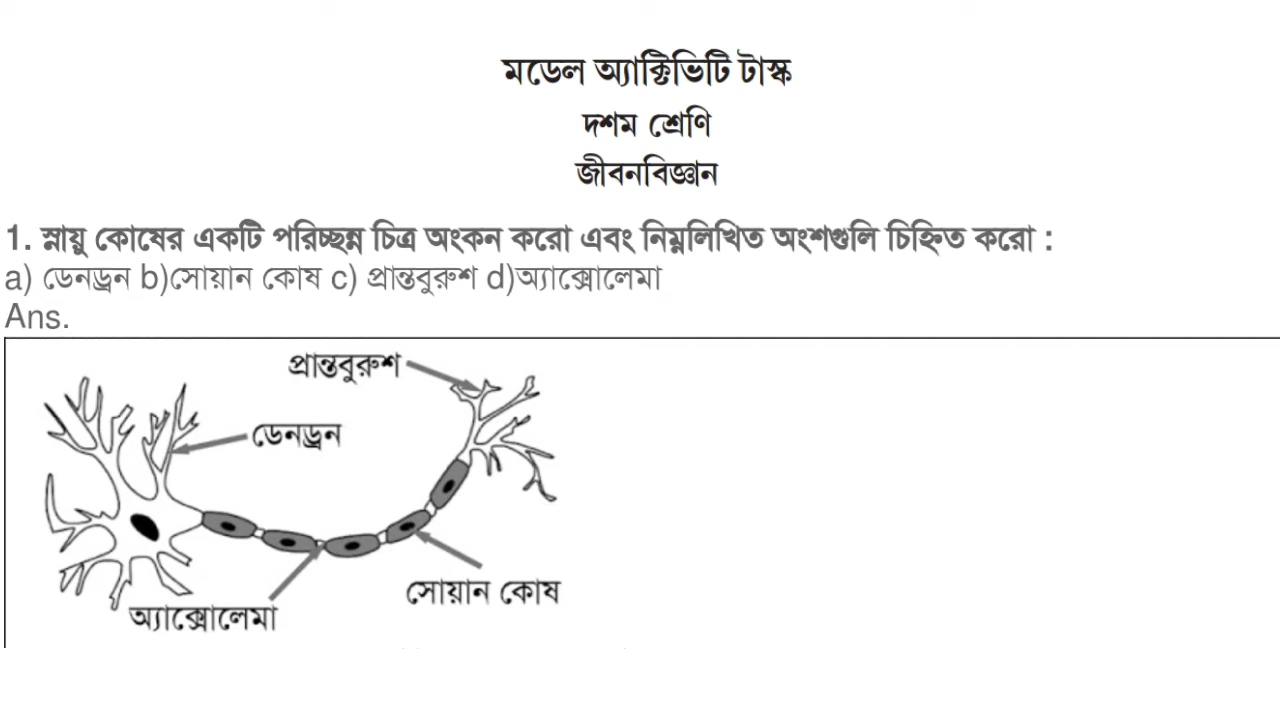 মডেল অ্যাক্টিভিটি টাস্ক
দশম শ্রেণি
জীবনবিজ্ঞান
1. স্নায়ু কোষের একটি পরিচ্ছন্ন চিত্র অংকন করো এবং নিম্নলিখিত অংশগুলি চিহ্নিত করো :
a) ডেনড্রন b)সোয়ান কোষ c) প্রান্তবুরুশ d)অ্যাক্সোলেমা
Ans.
প্রান্তবুরুশ
ডেনড্রন
সোয়ান কোষ
অ্যাক্সোলেমা